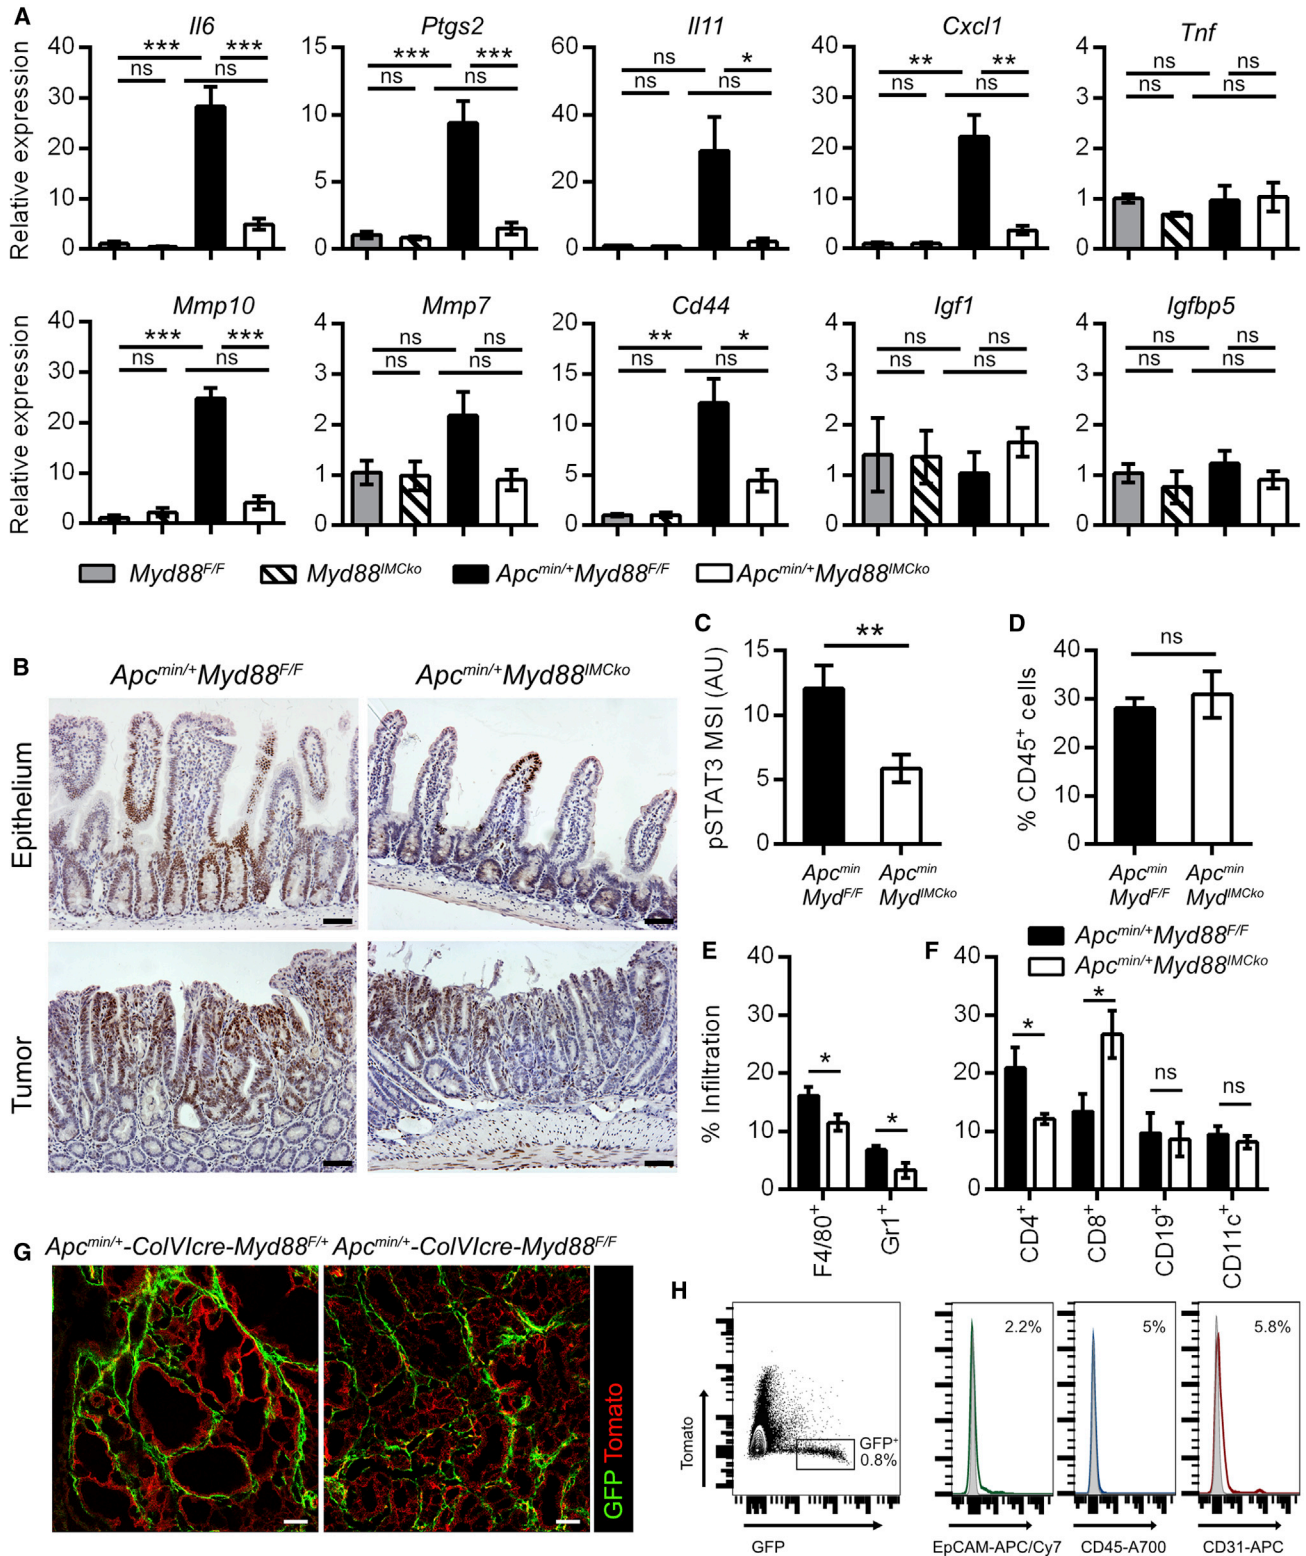 A
Il6
Ptgs2
Il11
Cxcl1
Tnf
Relative expression
40
30
20
10
0
***
***
ns
ns
15
10
5
0
***
***
ns
ns
60
40
20
0
ns
*
ns
ns
40
30
20
10
0
**
**
ns
ns
4
3
2
1
0
ns
ns
ns
ns
Mmp10
Mmp7
Cd44
Igf1
Igfbp5
Relative expression
40
30
20
10
0
***
***
ns
ns
4
3
2
1
0
ns
ns
ns
ns
20
15
10
5
0
**
*
ns
ns
4
3
2
1
0
ns
ns
ns
ns
4
3
2
1
0
ns
ns
ns
ns
Myd88F/F
Myd88IMCko
Apcmin/+Myd88F/F
Apcmin/+Myd88IMCko
B
Apcmin/+Myd88F/F
Apcmin/+Myd88IMCko
Epithelium
Tumor
C
pSTAT3 MSI (AU)
15
10
5
0
**
Apcmin
MydF/F
Apcmin
MydIMCko
D
% CD45+ cells
40
30
20
10
0
ns
Apcmin
MydF/F
Apcmin
MydIMCko
E
% Infiltration
40
30
20
10
0
*
*
F4/80+
Gr1+
F
Apcmin/+Myd88F/F
Apcmin/+Myd88IMCko
40
30
20
10
0
*
*
ns
ns
CD4+
CD8+
CD19+
CD11c+
G
Apcmin/+-ColVIcre-Myd88F/+
Apcmin/+-ColVIcre-Myd88F/F
GFP Tomato
H
Tomato
GFP+
0.8%
GFP
2.2%
EpCAM-APC/Cy7
5%
CD45-A700
5.8%
CD31-APC